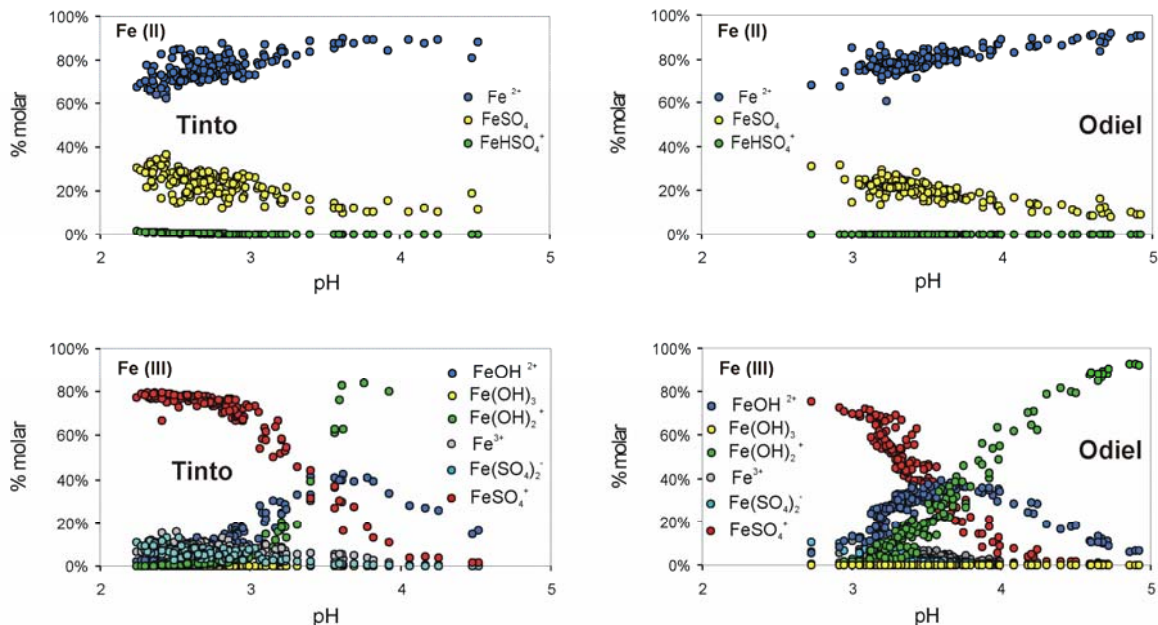 Fe (II)
100%
80%
60%
40%
20%
0%
% molar
Tinto
Fe ²⁺
FeSO₄
FeHSO₄⁺
2
3
4
5
pH
Fe (II)
100%
80%
60%
40%
20%
0%
% molar
Odiel
Fe ²⁺
FeSO₄
FeHSO₄⁺
2
3
4
5
pH
Fe (III)
100%
80%
60%
40%
20%
0%
% molar
Tinto
FeOH ²⁺
Fe(OH)₃
Fe(OH)₂⁺
Fe³⁺
Fe(SO₄)₂⁻
FeSO₄⁺
2
3
4
5
pH
Fe (III)
100%
80%
60%
40%
20%
0%
% molar
Odiel
FeOH ²⁺
Fe(OH)₃
Fe(OH)₂⁺
Fe³⁺
Fe(SO₄)₂⁻
FeSO₄⁺
2
3
4
5
pH